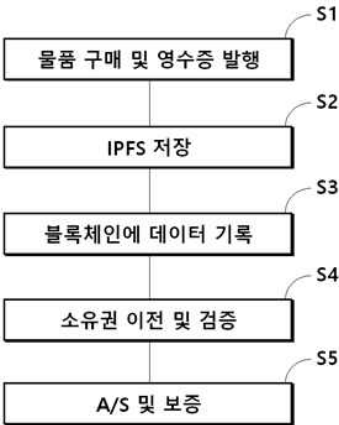 S1
물품 구매 및 영수증 발행
S2
IPFS 저장
S3
블록체인에 데이터 기록
S4
소유권 이전 및 검증
S5
A/S 및 보증